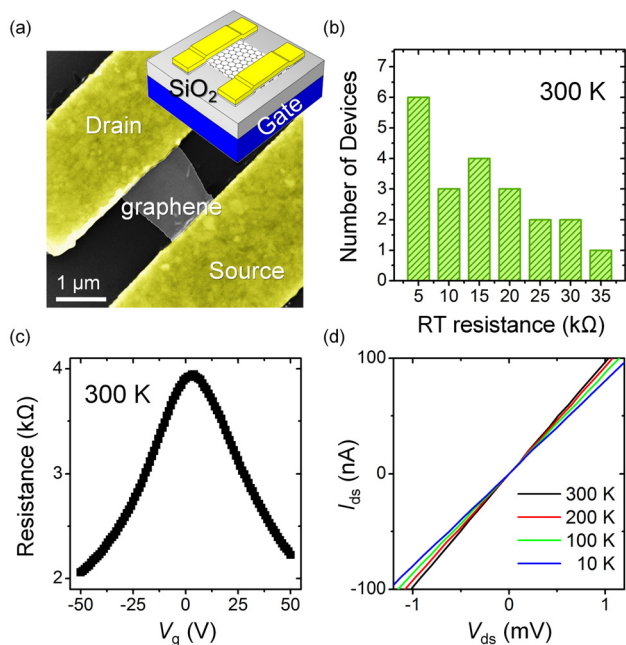 (a)
SiO2
Gate
Drain
graphene
Source
1 μm
(b)
Number of Devices
7
6
5
4
3
2
1
0
300 K
5 10 15 20 25 30 35
RT resistance (kΩ)
(c)
Resistance (kΩ)
4
3
2
300 K
-50 -25 0 25 50
Vg (V)
(d)
Ids (nA)
100
0
-100
300 K
200 K
100 K
10 K
-1 0 1
Vds (mV)